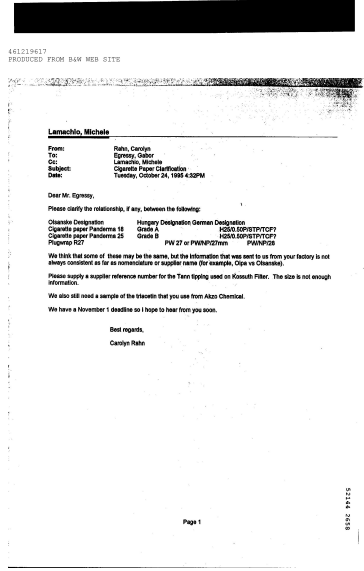 461219617
PRODUCED FROM B&W WEB SITE
Lamachio, Michele
From: Rahn, Carolyn
To: Egressy, Gabor
Cc: Lamachio, Michele
Subject: Cigarette Paper Clarification
Date: Tuesday, October 24, 1995 4:32PM
Dear Mr. Egressy,
Please clarify the relationship, if any, between the following:
Olsanske Designation Hungary Designation German Designation
Cigarette paper Panderma 18 Grade A H25/0.50P/STP/TCF?
Cigarette paper Panderma 25 Grade B H25/0.50P/STP/TCF?
Plugwrap R27 PW 27 or PW/NP/27mm PW/NP/28
We think that some of these may be the same, but the information that was sent to us from your factory is not
always consistent as far as nomenclature or supplier name (for example, Olpa vs Olsanske).
Please supply a supplier reference number for the Tann tipping used on Kossuth Filter. The size is not enough
information.
We also still need a sample of the triacetin that you use from Akzo Chemical.
We have a November 1 deadline so I hope to hear from you soon.
Best regards,
Carolyn Rahn
Page 1
52144 2658